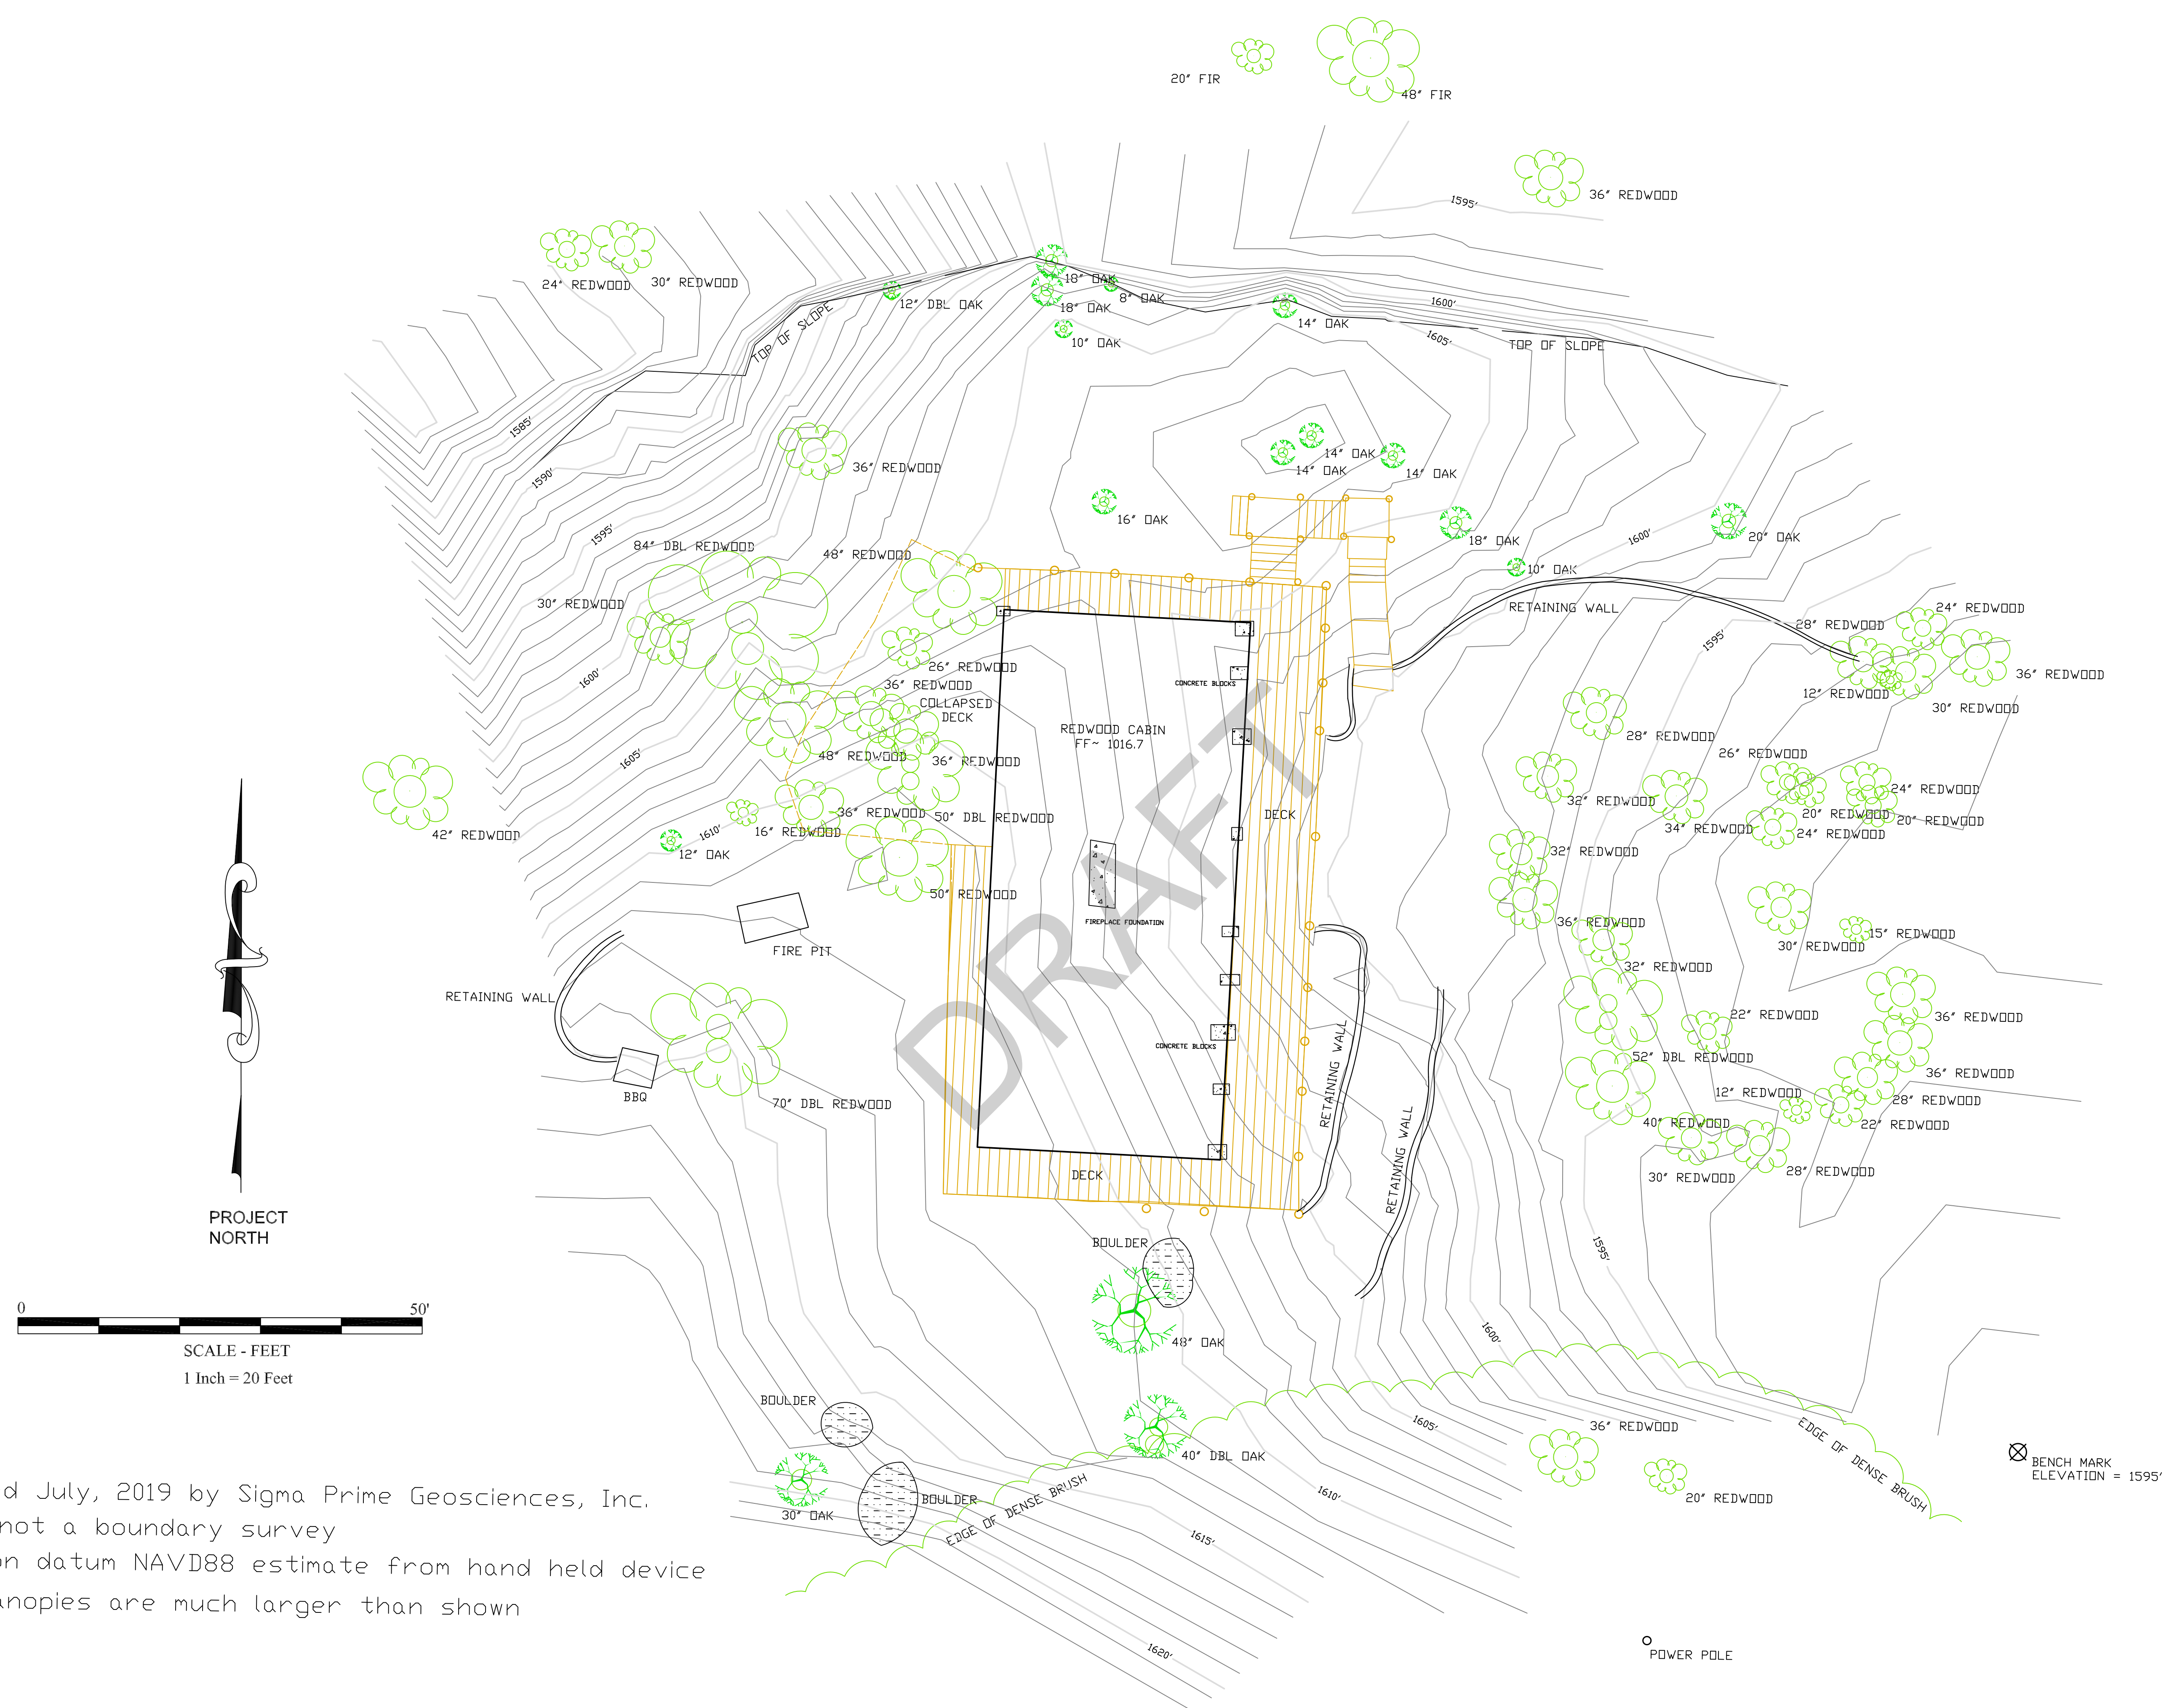 20" FIR
48" FIR
36" REDWOOD
1595'
24" REDWOOD
30" REDWOOD
18" OAK
8" OAK
12" DBL OAK
18" OAK
1600'
14" OAK
TOP OF SLOPE
10" OAK
1605'
TOP OF SLOPE
1585'
36" REDWOOD
14" OAK
14" OAK
14" OAK
1590'
16" OAK
1595'
18" OAK
1600'
20" OAK
84" DBL REDWOOD
48" REDWOOD
10" OAK
30" REDWOOD
RETAINING WALL
24" REDWOOD
28" REDWOOD
1595'
26" REDWOOD
36" REDWOOD
1600'
36" REDWOOD
CONCRETE BLOCKS
12" REDWOOD
30" REDWOOD
COLLAPSED
DECK
REDWOOD CABIN
FF~ 1016.7
28" REDWOOD
26" REDWOOD
1605'
48" REDWOOD
36" REDWOOD
24" REDWOOD
32" REDWOOD
42" REDWOOD
1610'
16" REDWOOD
36" REDWOOD
50" DBL REDWOOD
DECK
34" REDWOOD
20" REDWOOD
20" REDWOOD
24" REDWOOD
12" OAK
32" REDWOOD
50" REDWOOD
DRAFT
FIREPLACE FOUNDATION
36" REDWOOD
15" REDWOOD
30" REDWOOD
FIRE PIT
32" REDWOOD
RETAINING WALL
22" REDWOOD
36" REDWOOD
CONCRETE BLOCKS
RETAINING WALL
52" DBL REDWOOD
36" REDWOOD
BBQ
70" DBL REDWOOD
12" REDWOOD
28" REDWOOD
40" REDWOOD
22" REDWOOD
RETAINING WALL
DECK
30" REDWOOD
28" REDWOOD
PROJECT
NORTH
BOULDER
1595'
0 50'
SCALE - FEET
1 Inch = 20 Feet
48" OAK
1600'
BOULDER
1605'
36" REDWOOD
EDGE OF DENSE BRUSH
40" DBL OAK
BENCH MARK
ELEVATION = 1595'
BOULDER
30" OAK
EDGE OF DENSE BRUSH
1610'
20" REDWOOD
1615'
1620'
POWER POLE
d July, 2019 by Sigma Prime Geosciences, Inc.
not a boundary survey
on datum NAVD88 estimate from hand held device
anopies are much larger than shown